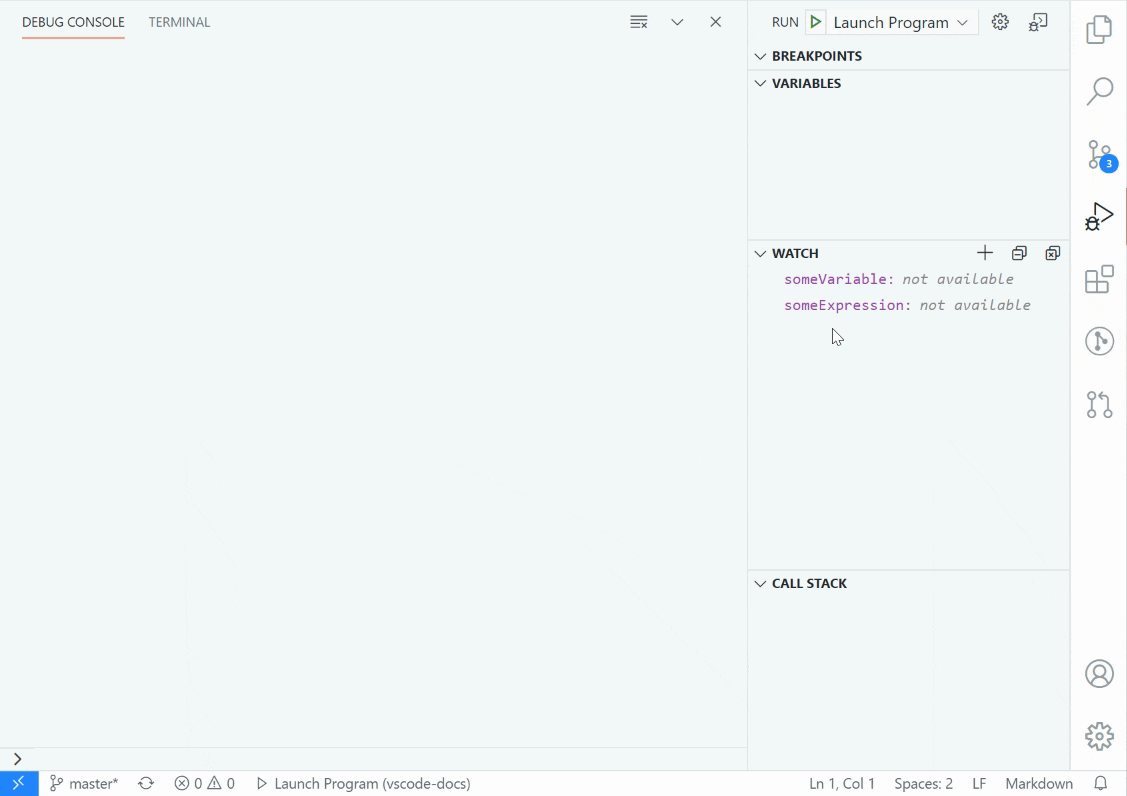 DEBUG CONSOLE TERMINAL
RUN Launch Program
BREAKPOINTS
VARIABLES
3
WATCH
someVariable: not available
someExpression: not available
CALL STACK
master* 0 0 Launch Program (vscode-docs) Ln 1, Col 1 Spaces: 2 LF Markdown